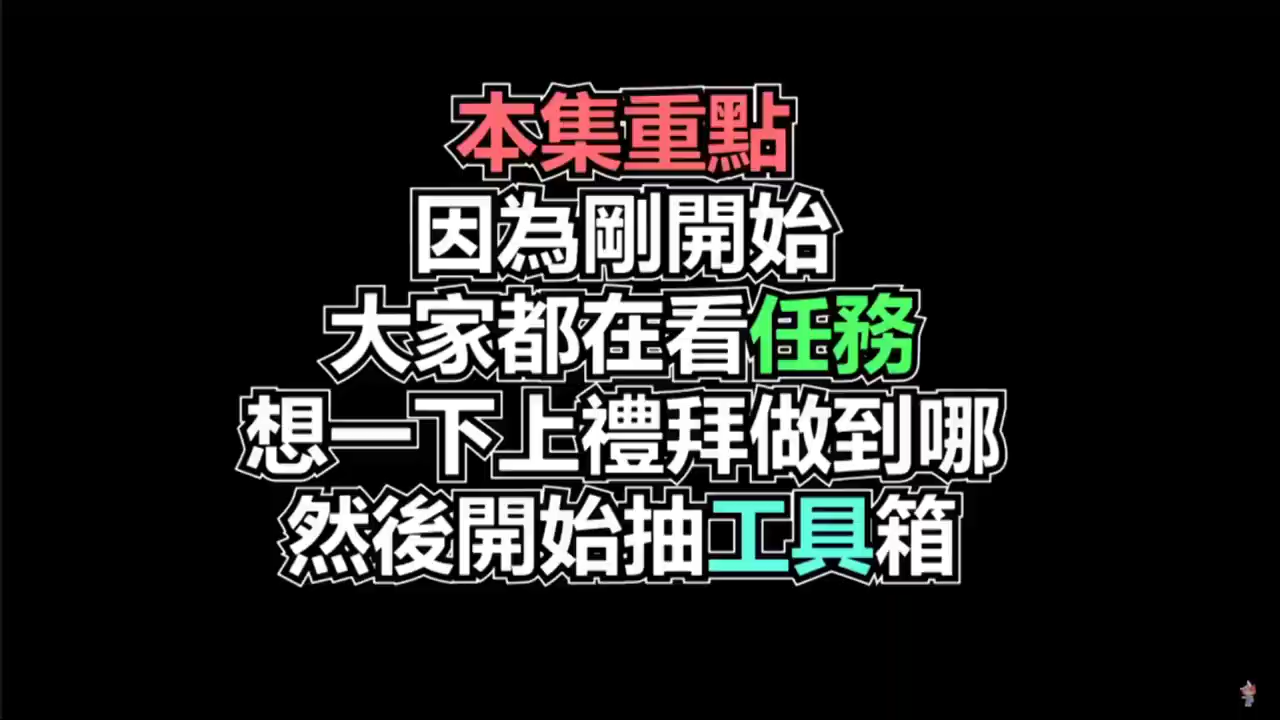 本集重點
因為剛開始
大家都在看任務
想一下上禮拜做到哪
然後開始抽工具箱